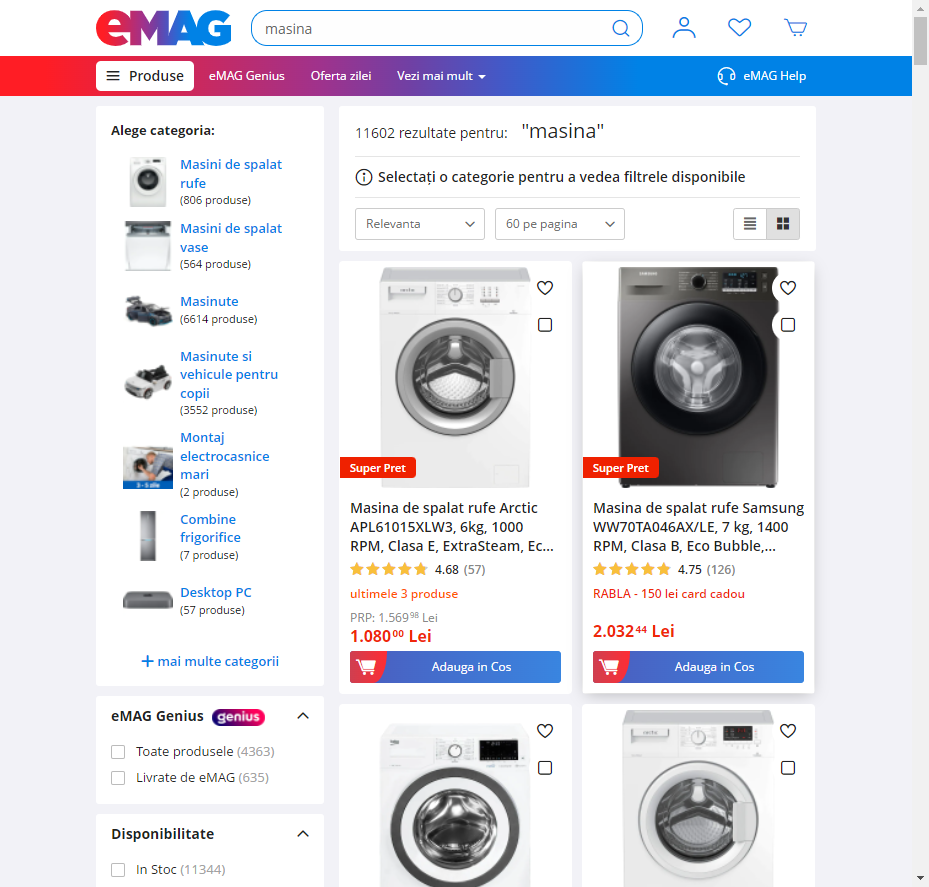 eMAG
masina
Produse
eMAG Genius
Oferta zilei
Vezi mai mult
eMAG Help
Alege categoria:
Masini de spalat
rufe
(806 produse)
Masini de spalat
vase
(564 produse)
Masinute
(6614 produse)
Masinute si
vehicule pentru
copii
(3552 produse)
Montaj
electrocasnice
mari
(2 produse)
Combine
frigorifice
(7 produse)
Desktop PC
(57 produse)
+ mai multe categorii
eMAG Genius genius
Toate produsele (4363)
Livrate de eMAG (635)
Disponibilitate
In Stoc (11344)
11602 rezultate pentru: "masina"
Selectați o categorie pentru a vedea filtrele disponibile
Relevanta
60 pe pagina
Super Pret
Masina de spalat rufe Arctic
APL61015XLW3, 6kg, 1000
RPM, Clasa E, ExtraSteam, Ec...
4.68 (57)
ultimele 3 produse
PRP: 1.569⁹⁸ Lei
1.080⁰⁰ Lei
Adauga in Cos
SAMSUNG
Super Pret
Masina de spalat rufe Samsung
WW70TA046AX/LE, 7 kg, 1400
RPM, Clasa B, Eco Bubble,...
4.75 (126)
RABLA - 150 lei card cadou
2.032⁴⁴ Lei
Adauga in Cos